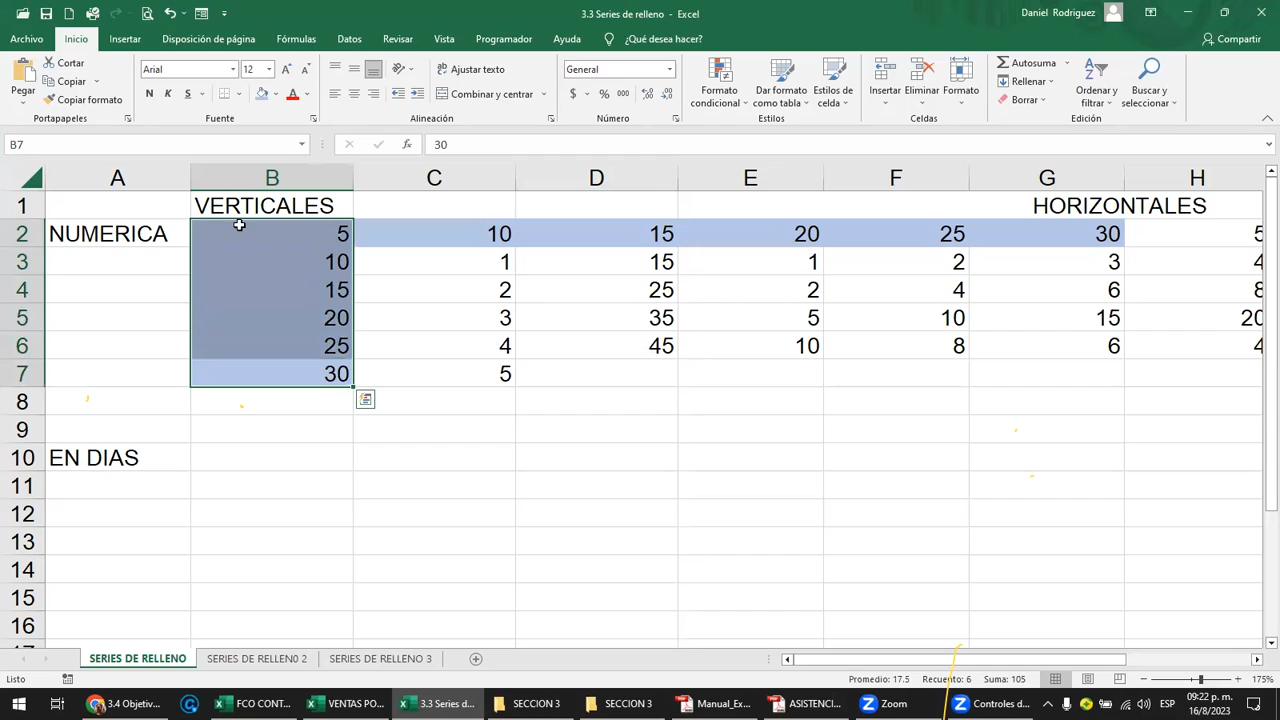 3.3 Series de relleno - Excel
Daniel Rodriguez
Archivo Inicio Insertar Disposición de página Fórmulas Datos Revisar Vista Programador Ayuda ¿Qué desea hacer? Compartir
Pegar
Cortar
Copiar
Copiar formato
Portapapeles
Arial 12
N K S
Fuente
Ajustar texto
Combinar y centrar
Alineación
General
$ % 000
Número
Formato condicional
Dar formato como tabla
Estilos de celda
Estilos
Insertar Eliminar Formato
Celdas
Autosuma
Rellenar
Borrar
Ordenar y filtrar
Buscar y seleccionar
Edición
B7 fx 30
A B C D E F G H
1 VERTICALES HORIZONTALES
2 NUMERICA 5 10 15 20 25 30 5
3 10 1 15 1 2 3 4
4 15 2 25 2 4 6 8
5 20 3 35 5 10 15 20
6 25 4 45 10 8 6 4
7 30 5
8
9
10 EN DIAS
11
12
13
14
15
16
17
SERIES DE RELLENO SERIES DE RELLEN0 2 SERIES DE RELLENO 3
Listo Promedio: 17.5 Recuento: 6 Suma: 105 175%
3.4 Objetiv... FCO CONT... VENTAS PO... 3.3 Series d... SECCION 3 SECCION 3 Manual_Ex... ASISTENCI... Zoom Controles d... ESP
09:22 p. m.
16/8/2023